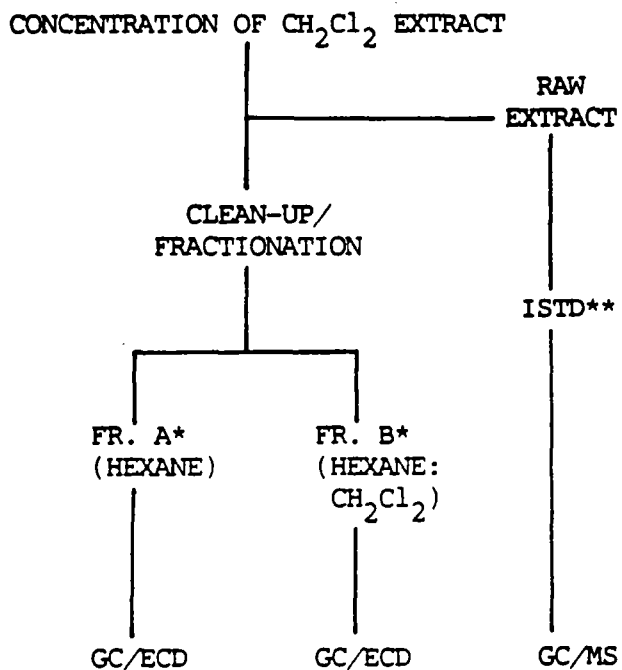 CONCENTRATION OF CH₂Cl₂ EXTRACT
RAW
EXTRACT
CLEAN-UP/
FRACTIONATION
ISTD**
FR. A*
(HEXANE)
FR. B*
(HEXANE:
CH₂Cl₂)
GC/ECD
GC/ECD
GC/MS